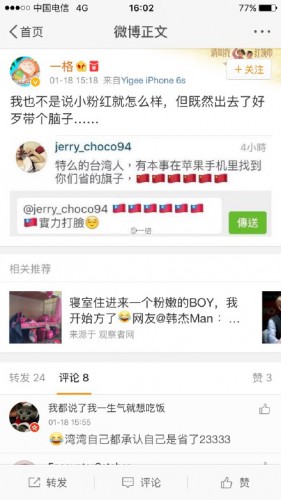 中国电信 4G 16:02 77%
首页 微博正文
一格
01-18 15:18 来自Yigee iPhone 6s
+关注
我也不是说小粉红就怎么样，但既然出去了好
歹带个脑子……
jerry_choco94 4小時
特么的台湾人，有本事在苹果手机里找到
你们省的旗子，🇨🇳🇨🇳🇨🇳🇨🇳🇨🇳🇨🇳
@jerry_choco94 🇹🇼🇹🇼🇹🇼🇹🇼🇹🇼
🇹🇼實力打臉😌
傳送
相关推荐
寝室住进来一个粉嫩的BOY，我
开始方了😂网友@韩杰Man：...
来源于 观察者网
转发 24 评论 8 赞 3
我都说了我一生气就想吃饭
01-18 15:55
😂湾湾自己都承认自己是省了23333
转发 评论 赞